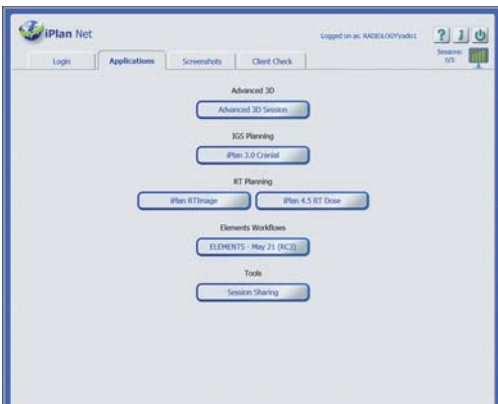 iPlan Net
Logged on as: RADIOLOGY\radio1
? i
Sessions:
0/5
Login Applications Screenshots Client Check
Advanced 3D
Advanced 3D Session
IGS Planning
iPlan 3.0 Cranial
RT Planning
iPlan RTImage iPlan 4.5 RT Dose
Elements Workflows
ELEMENTS - May 21 (RC3)
Tools
Session Sharing